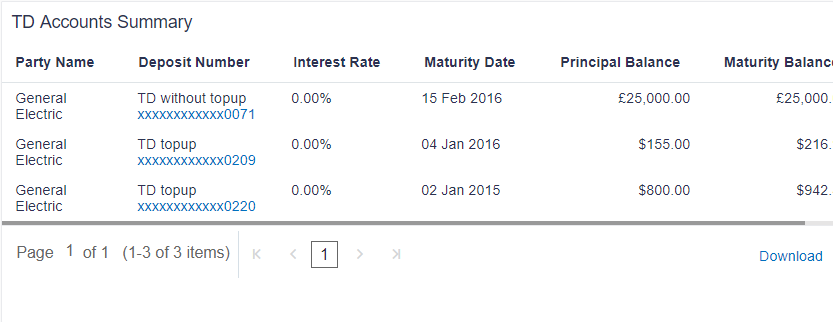 TD Accounts Summary
Party Name Deposit Number Interest Rate Maturity Date Principal Balance Maturity Balance
General Electric TD without topup xxxxxxxxxxxx0071 0.00% 15 Feb 2016 £25,000.00 £25,000.
General Electric TD topup xxxxxxxxxxxx0209 0.00% 04 Jan 2016 $155.00 $216.
General Electric TD topup xxxxxxxxxxxx0220 0.00% 02 Jan 2015 $800.00 $942.
Page 1 of 1 (1-3 of 3 items) 1
Download